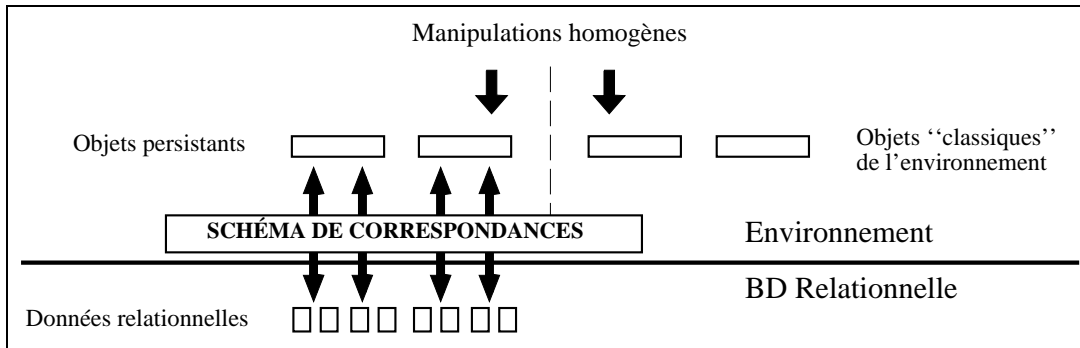 Manipulations homogènes
Objets persistants
Objets ‘‘classiques’’
de l’environnement
SCHÉMA DE CORRESPONDANCES
Environnement
BD Relationnelle
Données relationnelles